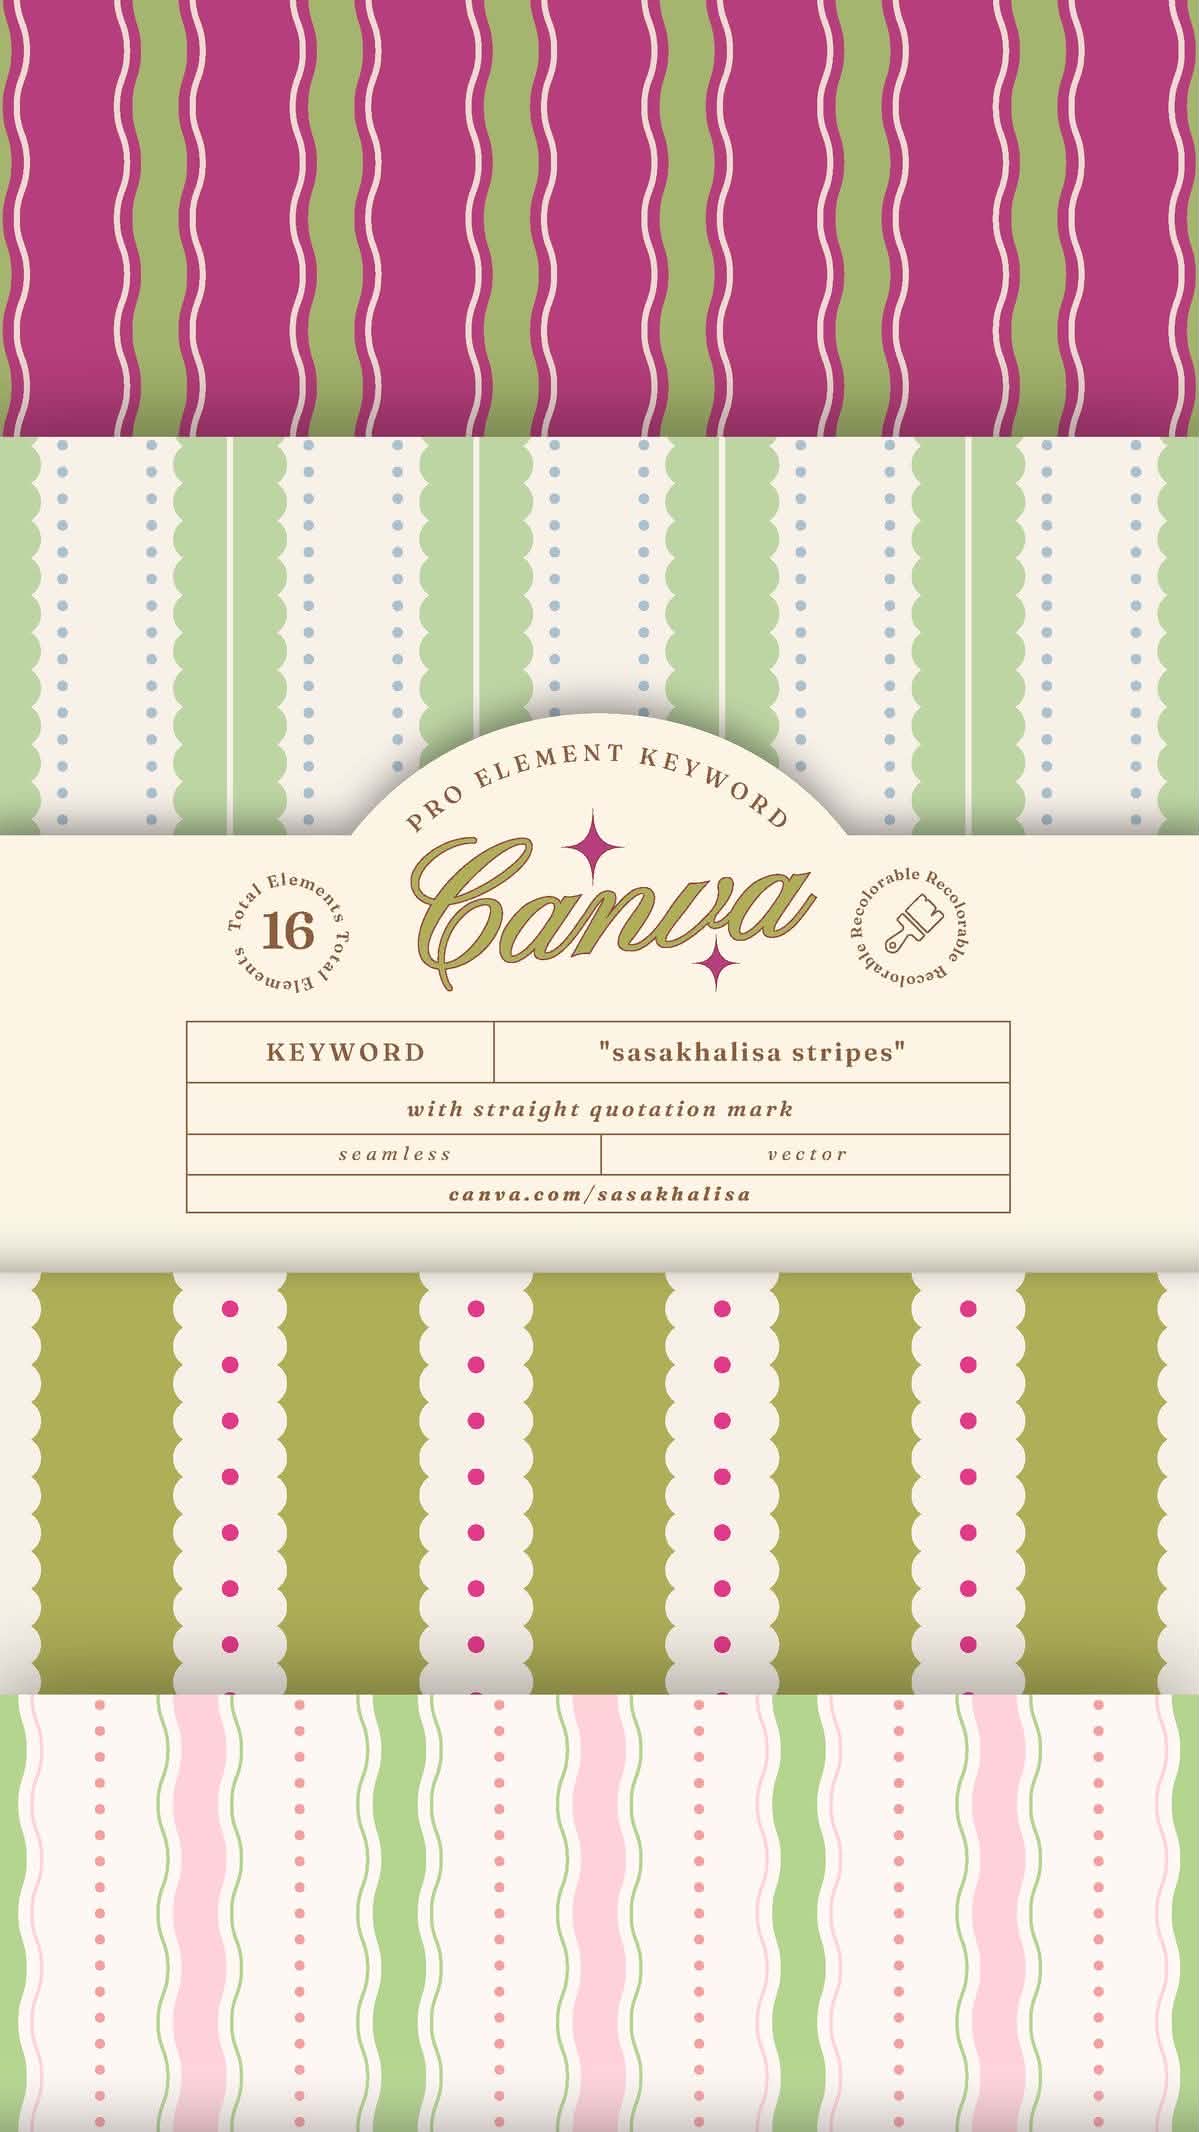 PRO ELEMENT KEYWORD
Canva
Total Elements Total Elements
16
Recolorable Recolorable Recolorable
KEYWORD
"sasakhalisa stripes"
with straight quotation mark
seamless
vector
canva.com/sasakhalisa